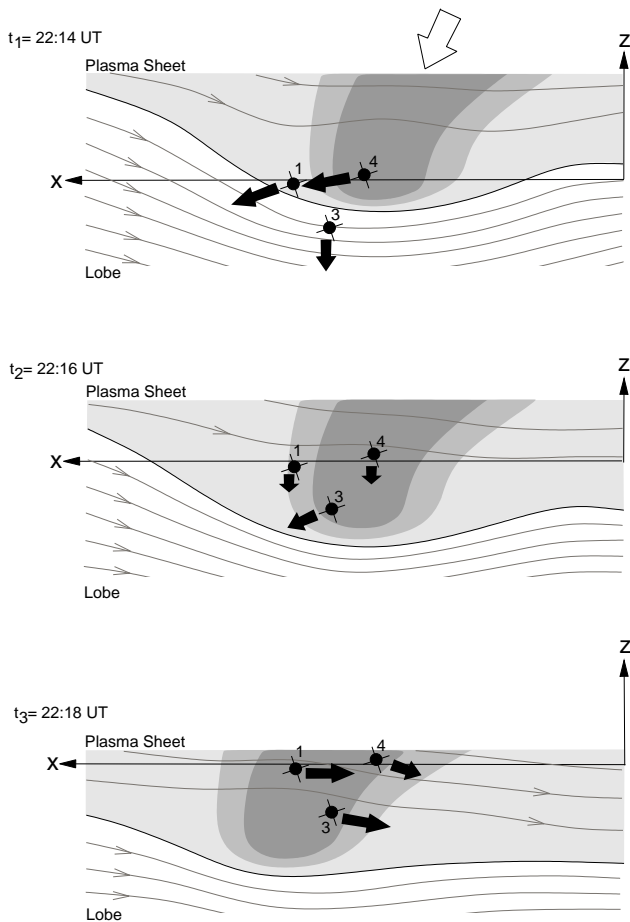 t1= 22:14 UT
Z
Plasma Sheet
X
1
4
3
Lobe
t2= 22:16 UT
Z
Plasma Sheet
X
1
4
3
Lobe
Z
t3= 22:18 UT
Plasma Sheet
X
1
4
3
Lobe